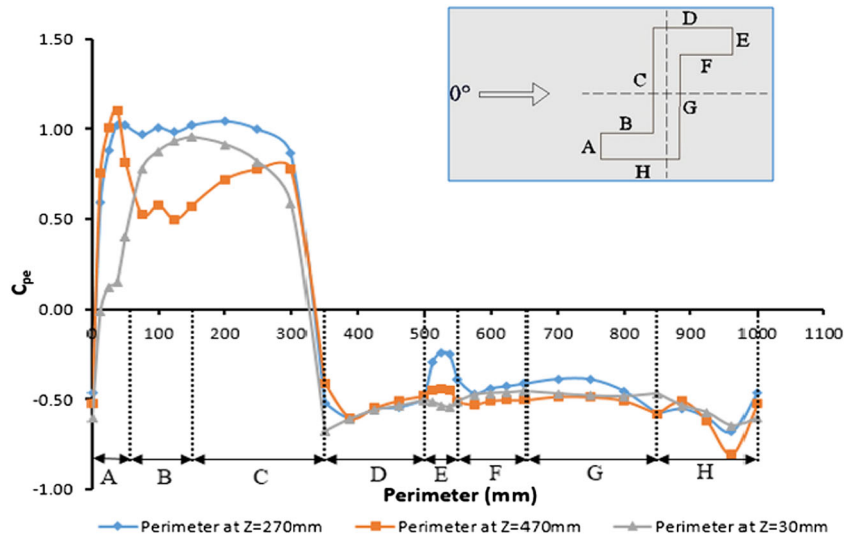 1.50
1.00
0.50
0.00
-0.50
-1.00
Cpe
0 100 200 300 400 500 600 700 800 900 1000 1100
A B C D E F G H
Perimeter (mm)
Perimeter at Z=270mm Perimeter at Z=470mm Perimeter at Z=30mm
0°
D
E
F
C
G
B
A
H